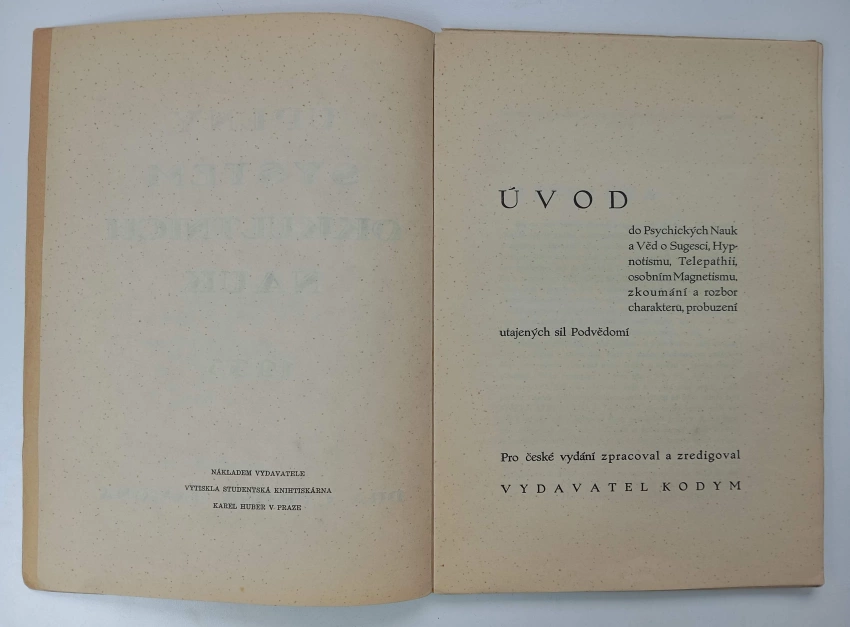 NÁKLADEM VYDAVATELE
VYTISKLA STUDENTSKÁ KNIHTISKÁRNA
KAREL HUBER V PRAZE
ÚVOD
do Psychických Nauk
a Věd o Sugesci, Hyp-
notismu, Telepathii,
osobním Magnetismu,
zkoumání a rozbor
charakteru, probuzení
utajených sil Podvědomí
Pro české vydání zpracoval a zredigoval
VYDAVATEL KODYM